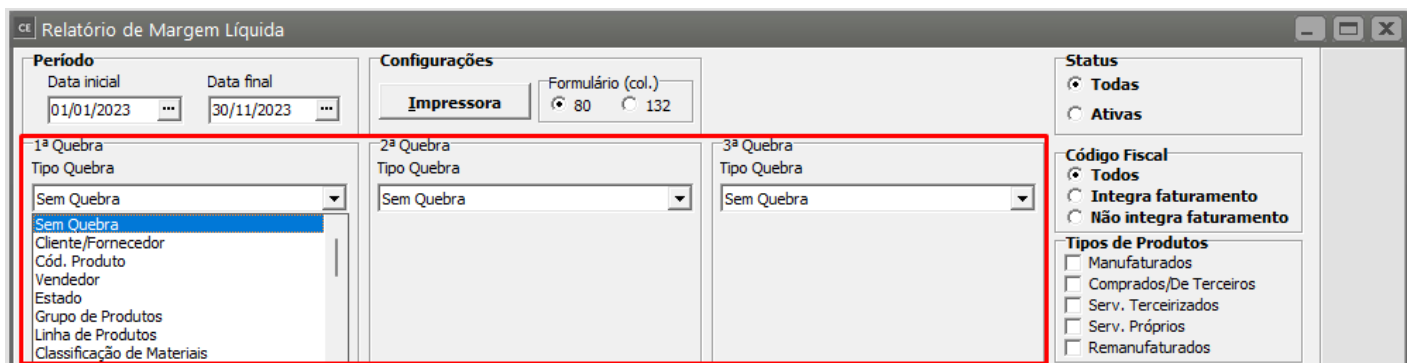 CE Relatório de Margem Líquida
Período
Data inicial Data final
01/01/2023 ... 30/11/2023 ...
Configurações
Impressora
Formulário (col.)
80 132
Status
Todas
Ativas
1ª Quebra
Tipo Quebra
Sem Quebra
Sem Quebra
Cliente/Fornecedor
Cód. Produto
Vendedor
Estado
Grupo de Produtos
Linha de Produtos
Classificação de Materiais
2ª Quebra
Tipo Quebra
Sem Quebra
3ª Quebra
Tipo Quebra
Sem Quebra
Código Fiscal
Todos
Integra faturamento
Não integra faturamento
Tipos de Produtos
Manufaturados
Comprados/De Terceiros
Serv. Terceirizados
Serv. Próprios
Remanufaturados